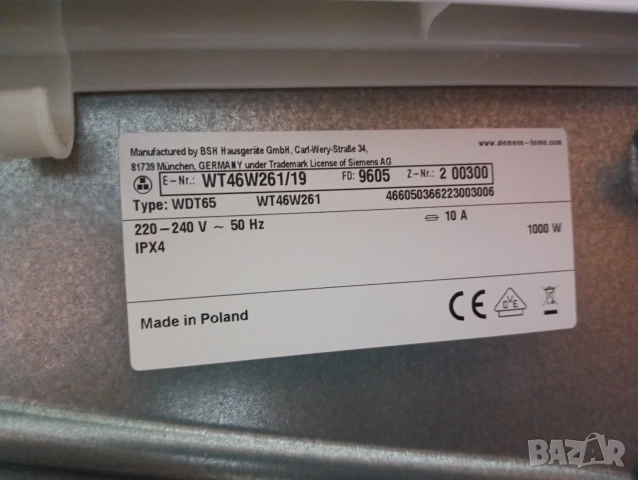 Manufactured by BSH Hausgeräte GmbH, Carl-Wery-Straße 34,
81739 München, GERMANY under Trademark License of Siemens AG
www.siemens-home.com
E-Nr.: WT46W261/19 FD: 9605 Z-Nr.: 2 00300
Type: WDT65 WT46W261 466050366223003006
220–240 V ~ 50 Hz 10 A 1000 W
IPX4
CE DVE
Made in Poland
BAZAR